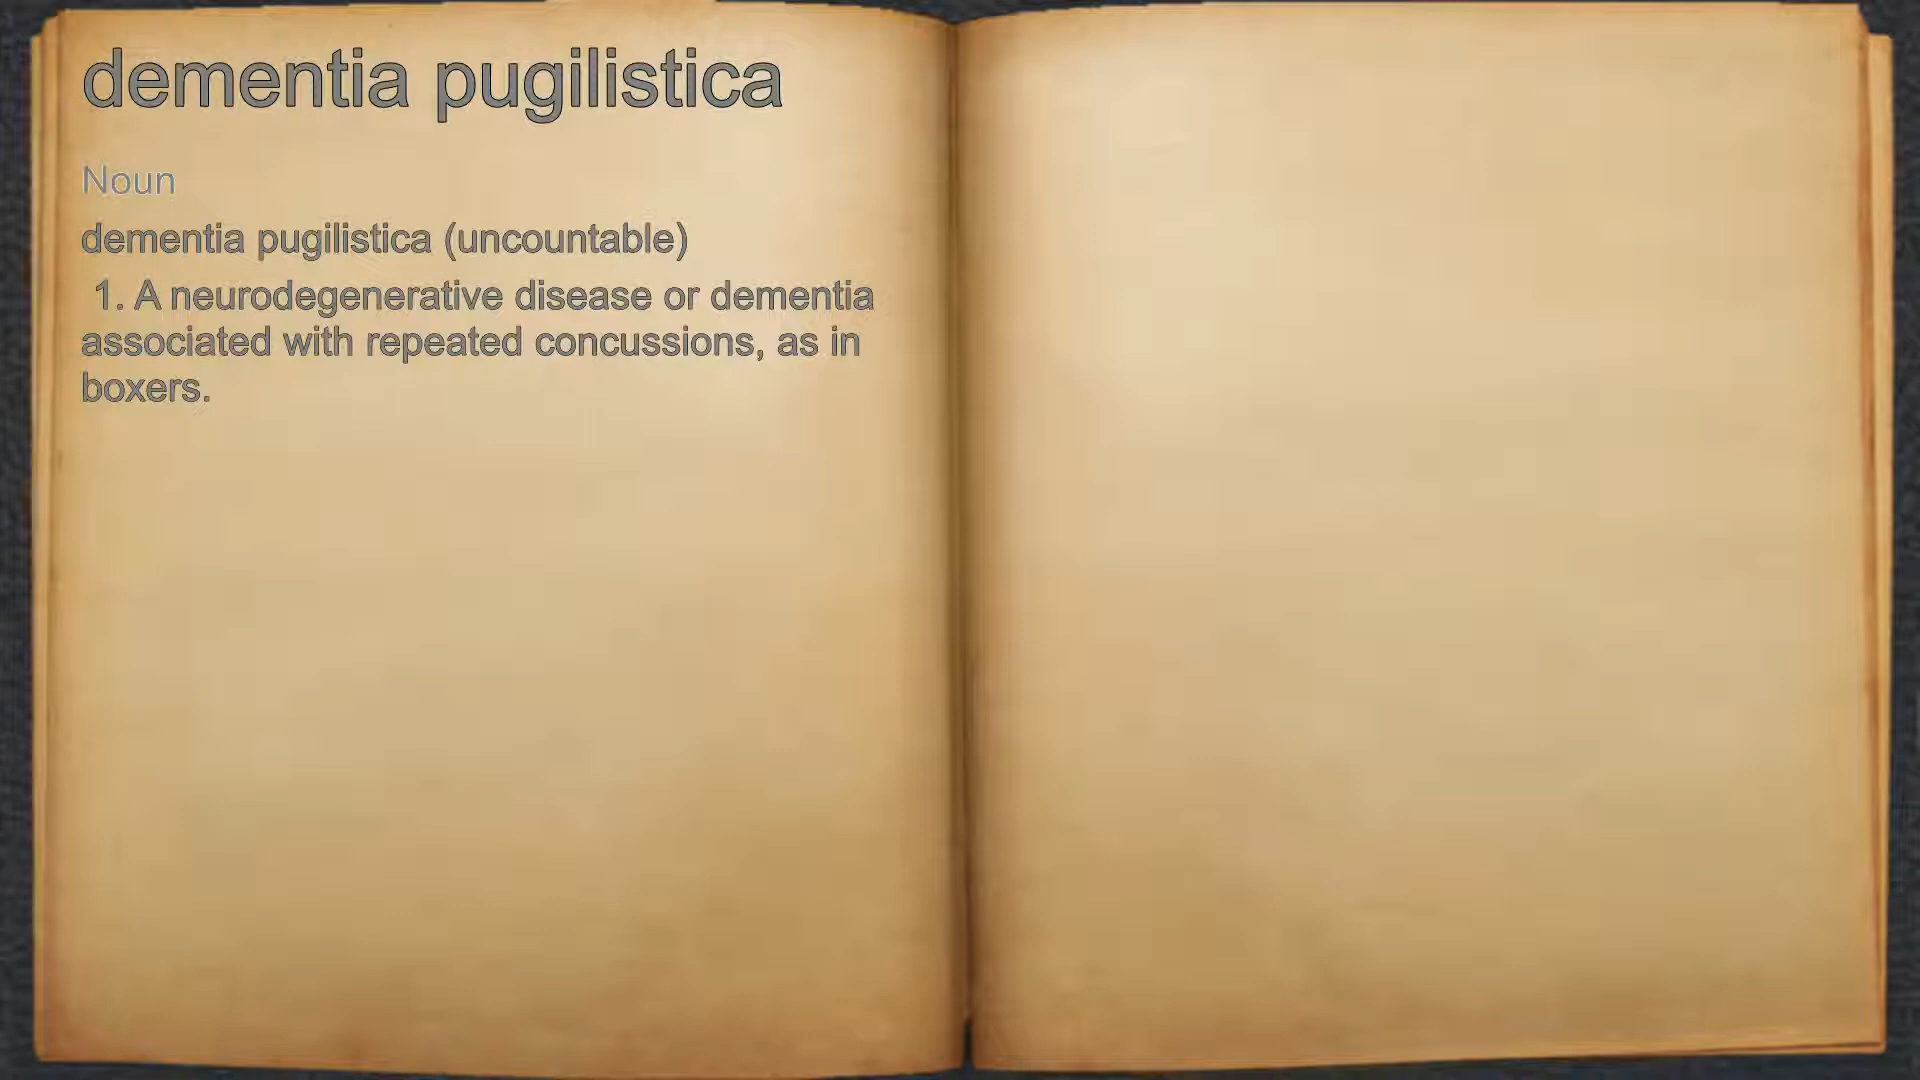 dementia pugilistica
Noun
dementia pugilistica (uncountable)
1. A neurodegenerative disease or dementia
associated with repeated concussions, as in
boxers.